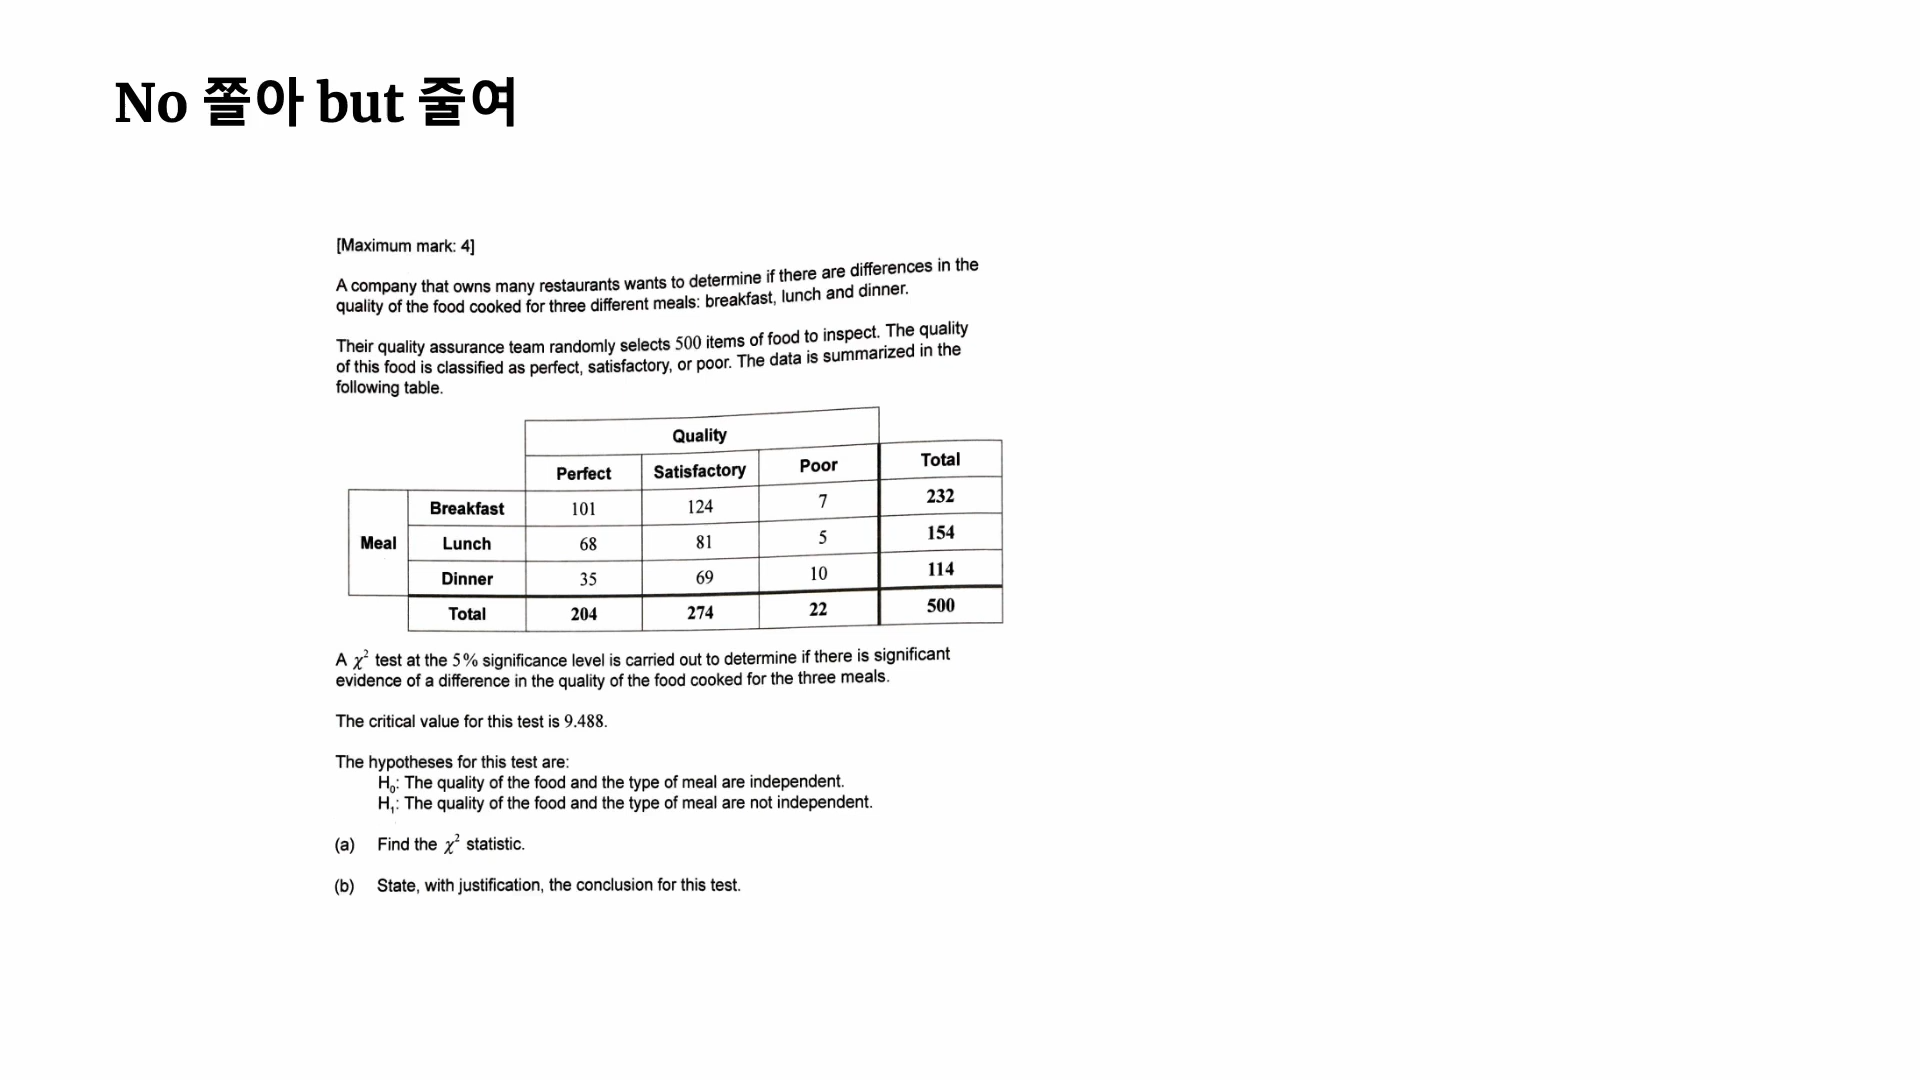 No 쫄아 but 줄여
[Maximum mark: 4]
A company that owns many restaurants wants to determine if there are differences in the
quality of the food cooked for three different meals: breakfast, lunch and dinner.
Their quality assurance team randomly selects 500 items of food to inspect. The quality
of this food is classified as perfect, satisfactory, or poor. The data is summarized in the
following table.
Quality
Perfect Satisfactory Poor Total
Breakfast 101 124 7 232
Meal Lunch 68 81 5 154
Dinner 35 69 10 114
Total 204 274 22 500
A χ² test at the 5% significance level is carried out to determine if there is significant
evidence of a difference in the quality of the food cooked for the three meals.
The critical value for this test is 9.488.
The hypotheses for this test are:
H₀: The quality of the food and the type of meal are independent.
H₁: The quality of the food and the type of meal are not independent.
(a) Find the χ² statistic.
(b) State, with justification, the conclusion for this test.